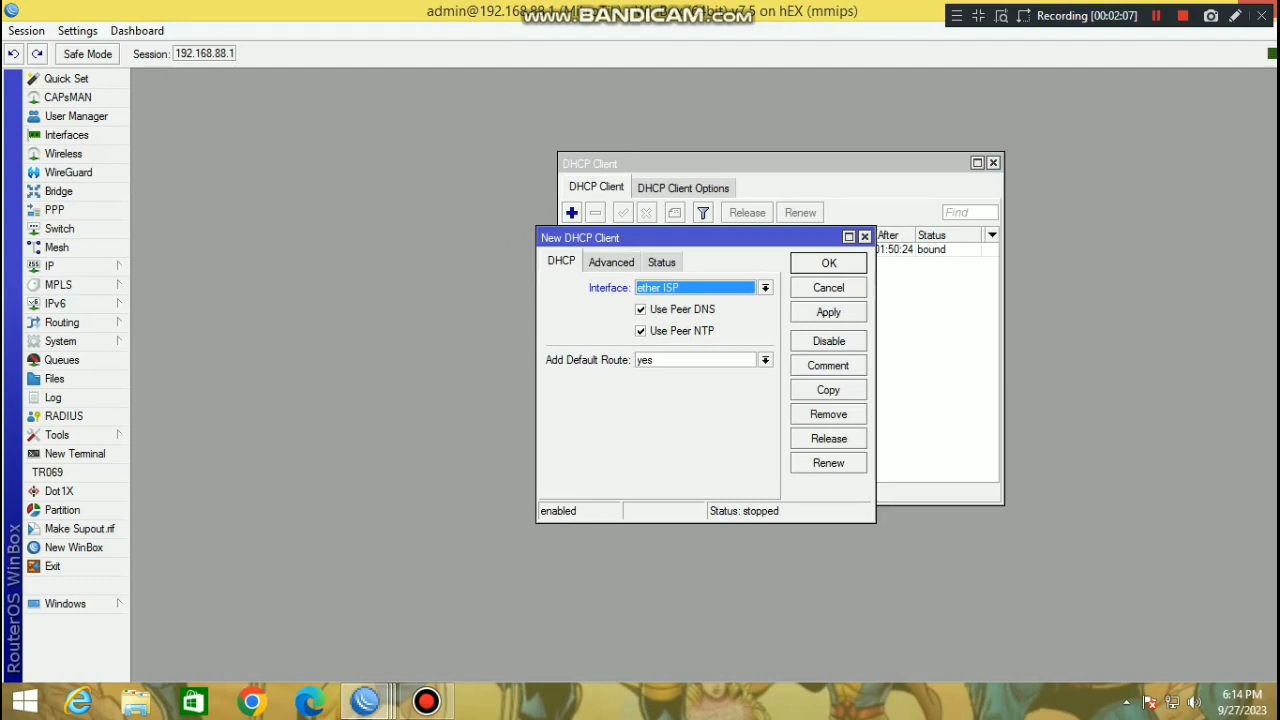 admin@192.168.88.1 (Mi
v7.5 on hEX (mmips)
www.BANDICAM.com
Recording [00:02:07]
Session
Settings
Dashboard
Safe Mode
Session:
192.168.88.1
Quick Set
CAPsMAN
User Manager
Interfaces
Wireless
WireGuard
Bridge
PPP
Switch
Mesh
IP
MPLS
IPv6
Routing
System
Queues
Files
Log
RADIUS
Tools
New Terminal
TR069
Dot1X
Partition
Make Supout.rif
New WinBox
Exit
Windows
RouterOS WinBox
DHCP Client
DHCP Client
DHCP Client Options
Release
Renew
Find
After
Status
01:50:24
bound
New DHCP Client
DHCP
Advanced
Status
Interface:
ether ISP
Use Peer DNS
Use Peer NTP
Add Default Route:
yes
OK
Cancel
Apply
Disable
Comment
Copy
Remove
Release
Renew
enabled
Status: stopped
6:14 PM
9/27/2023